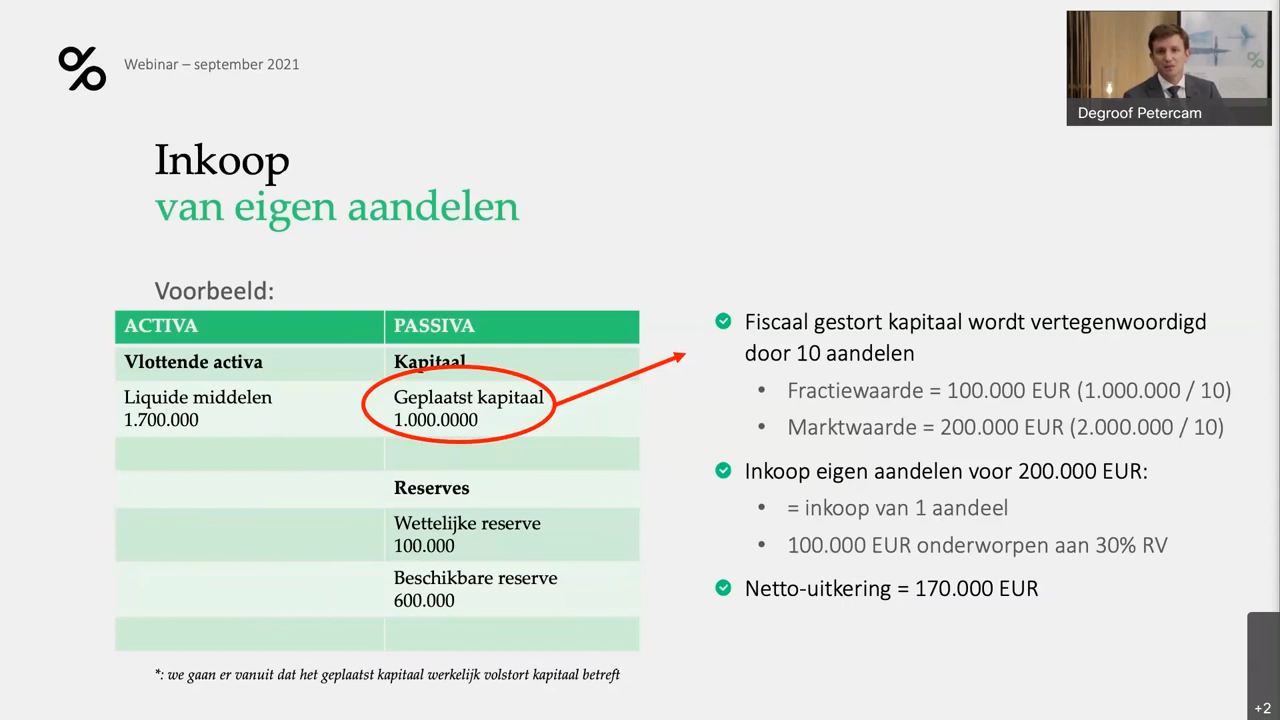 Webinar – september 2021
Degroof Petercam
Inkoop
van eigen aandelen
Voorbeeld:
ACTIVA PASSIVA
Vlottende activa Kapitaal
Liquide middelen Geplaatst kapitaal
1.700.000 1.000.0000
Reserves
Wettelijke reserve
100.000
Beschikbare reserve
600.000
*: we gaan er vanuit dat het geplaatst kapitaal werkelijk volstort kapitaal betreft
Fiscaal gestort kapitaal wordt vertegenwoordigd
door 10 aandelen
• Fractiewaarde = 100.000 EUR (1.000.000 / 10)
• Marktwaarde = 200.000 EUR (2.000.000 / 10)
Inkoop eigen aandelen voor 200.000 EUR:
• = inkoop van 1 aandeel
• 100.000 EUR onderworpen aan 30% RV
Netto-uitkering = 170.000 EUR
+2